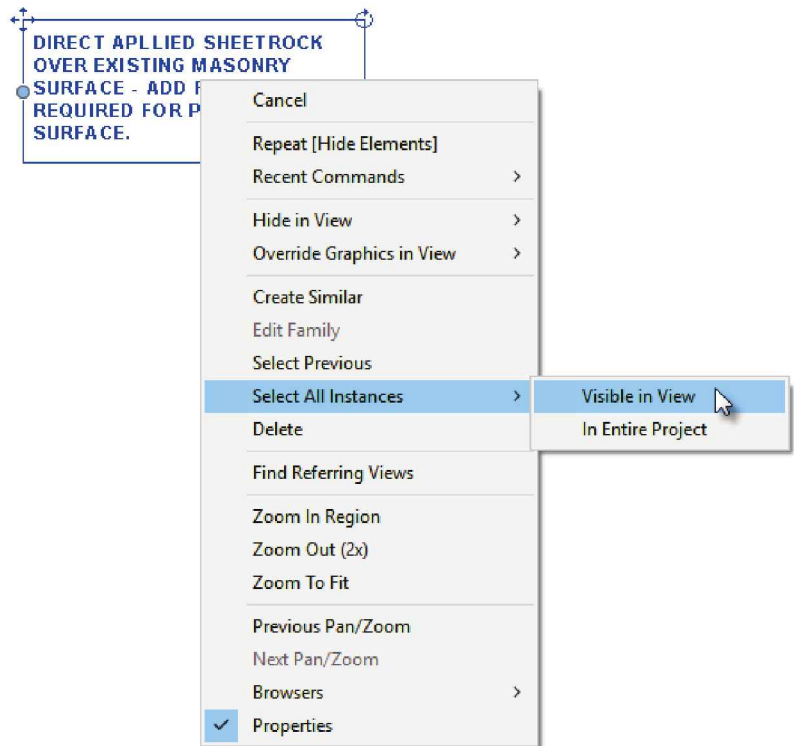 DIRECT APLLIED SHEETROCK
OVER EXISTING MASONRY
SURFACE - ADD
REQUIRED FOR
SURFACE.
Cancel
Repeat [Hide Elements]
Recent Commands
Hide in View
Override Graphics in View
Create Similar
Edit Family
Select Previous
Select All Instances
Visible in View
In Entire Project
Delete
Find Referring Views
Zoom In Region
Zoom Out (2x)
Zoom To Fit
Previous Pan/Zoom
Next Pan/Zoom
Browsers
Properties